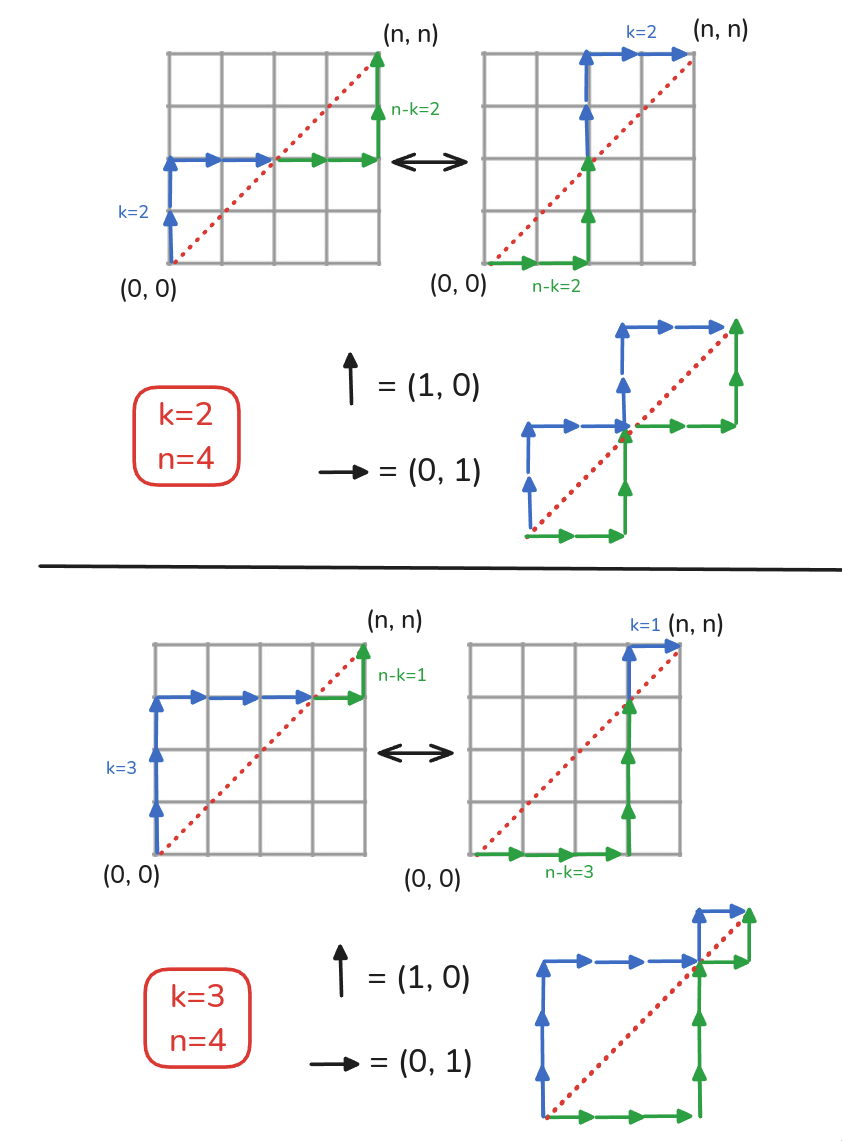 (n, n)
k=2
(n, n)
n-k=2
k=2
(0, 0)
(0, 0)
n-k=2
k=2
n=4
= (1, 0)
= (0, 1)
(n, n)
k=1
(n, n)
n-k=1
k=3
(0, 0)
(0, 0)
n-k=3
k=3
n=4
= (1, 0)
= (0, 1)